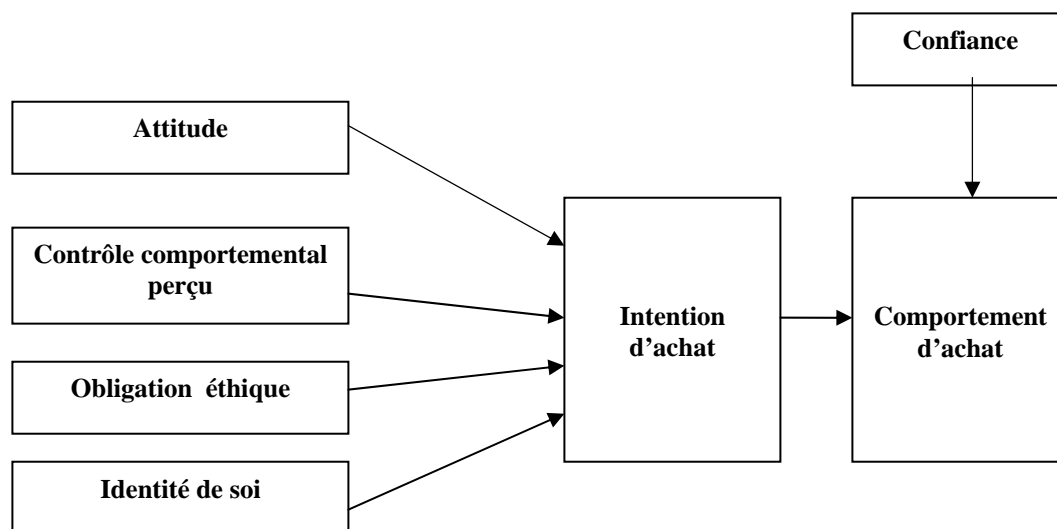 Confiance
Attitude
Contrôle comportemental
perçu
Obligation éthique
Identité de soi
Intention
d’achat
Comportement
d’achat